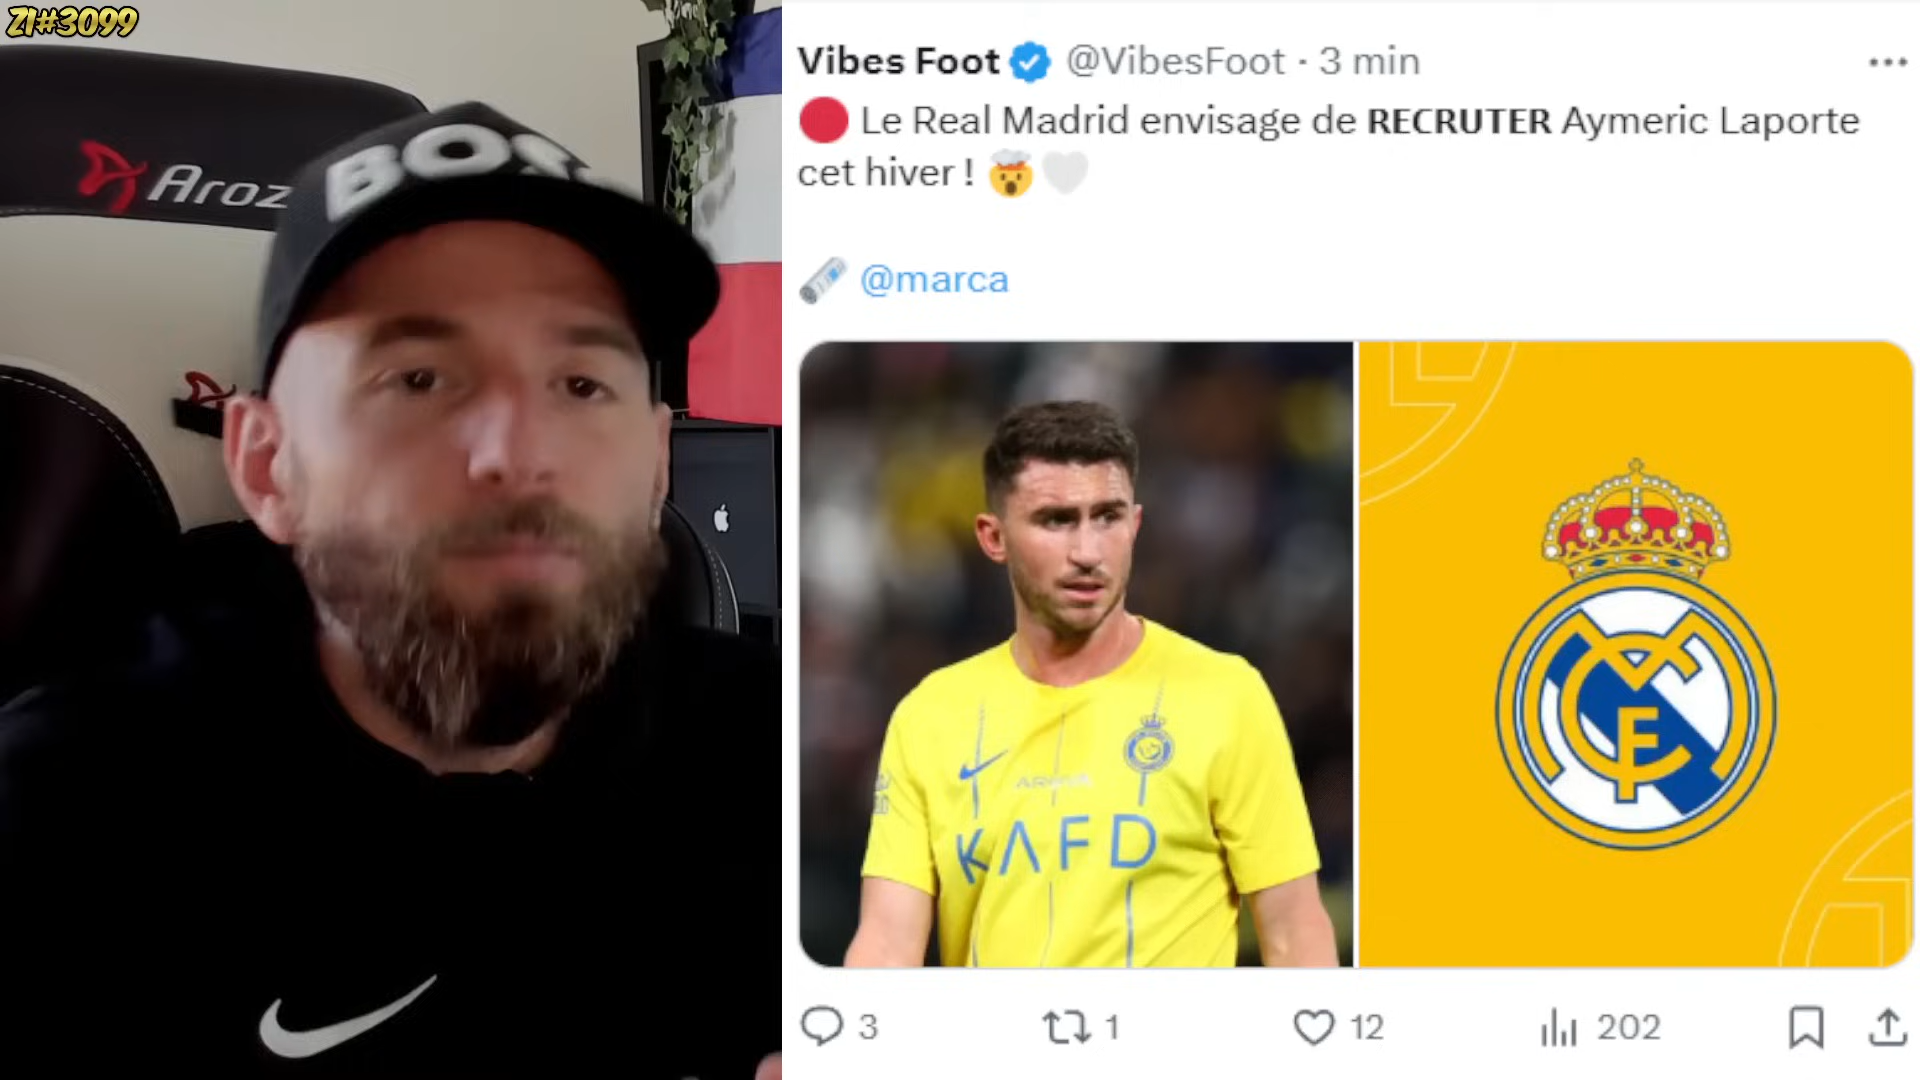 ZI#3099
Aroz
BOSS
Vibes Foot @VibesFoot · 3 min
Le Real Madrid envisage de RECRUTER Aymeric Laporte
cet hiver !
@marca
KAFD
3 1 12 202